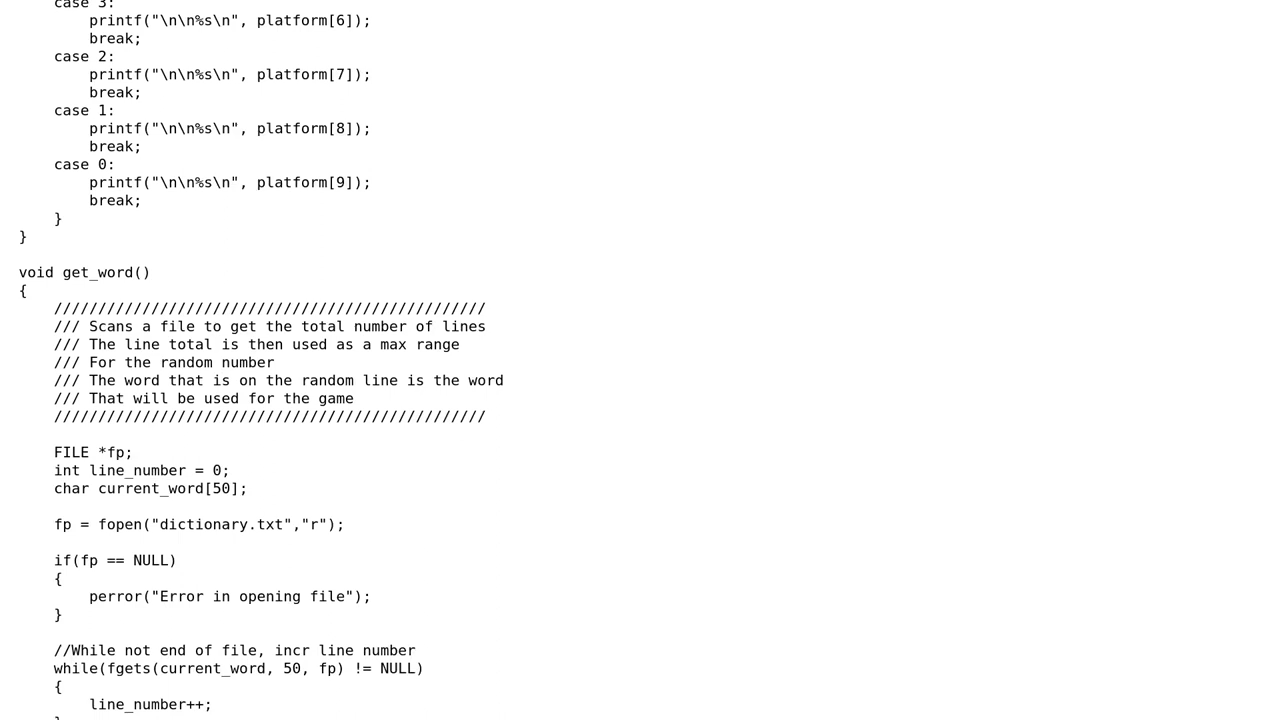 case 3:
        printf("\n\n%s\n", platform[6]);
        break;
    case 2:
        printf("\n\n%s\n", platform[7]);
        break;
    case 1:
        printf("\n\n%s\n", platform[8]);
        break;
    case 0:
        printf("\n\n%s\n", platform[9]);
        break;
    }
}

void get_word()
{
    /////////////////////////////////////////////////
    /// Scans a file to get the total number of lines
    /// The line total is then used as a max range
    /// For the random number
    /// The word that is on the random line is the word
    /// That will be used for the game
    /////////////////////////////////////////////////

    FILE *fp;
    int line_number = 0;
    char current_word[50];

    fp = fopen("dictionary.txt","r");

    if(fp == NULL)
    {
        perror("Error in opening file");
    }

    //While not end of file, incr line number
    while(fgets(current_word, 50, fp) != NULL)
    {
        line_number++;
    }